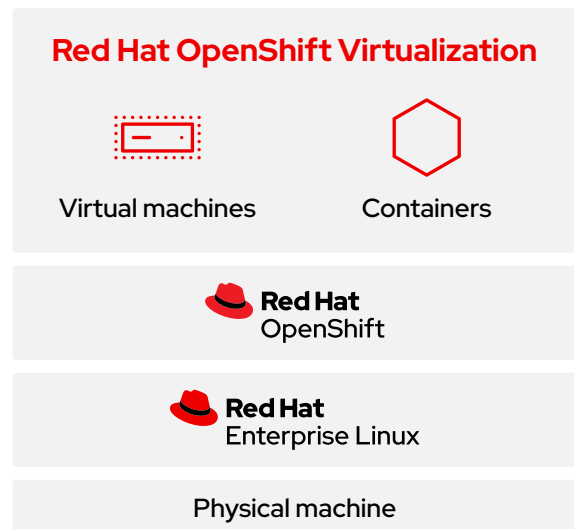 Red Hat OpenShift Virtualization
Virtual machines
Containers
Red Hat
OpenShift
Red Hat
Enterprise Linux
Physical machine